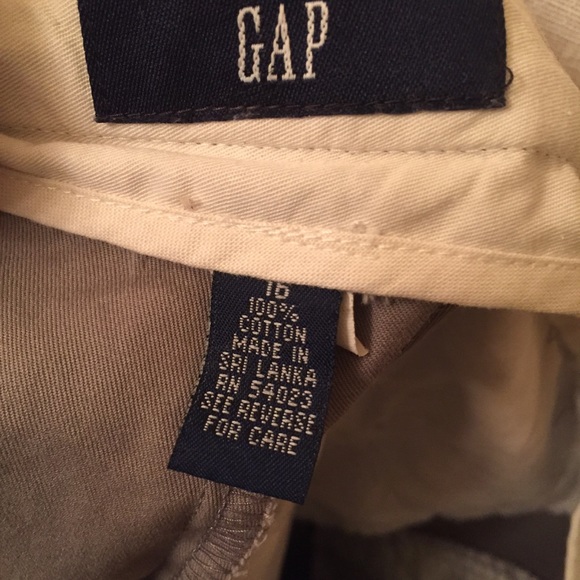 GAP
16
100%
COTTON
MADE IN
SRI LANKA
RN 54023
SEE REVERSE
FOR CARE